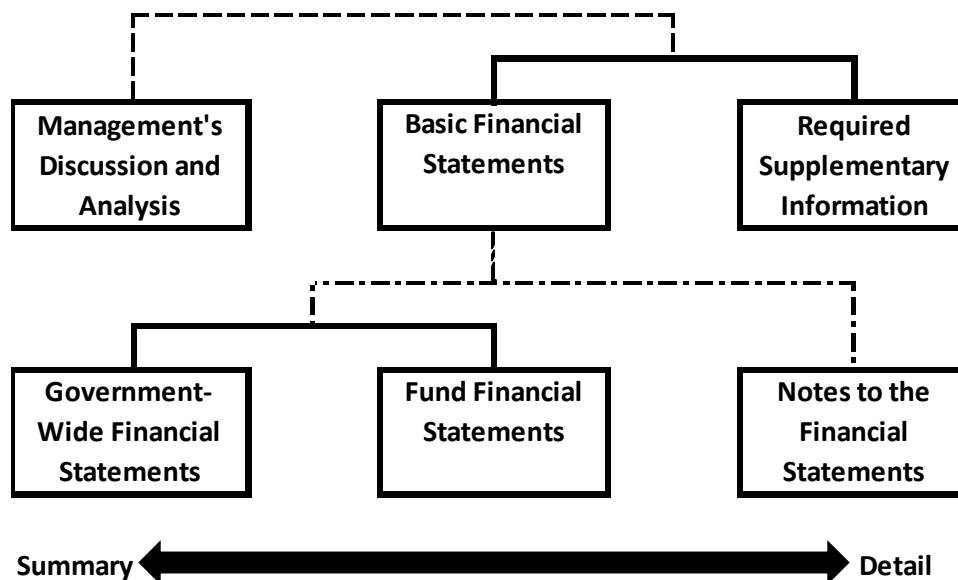 Management's
Discussion and
Analysis
Basic Financial
Statements
Required
Supplementary
Information
Government-
Wide Financial
Statements
Fund Financial
Statements
Notes to the
Financial
Statements
Summary
Detail